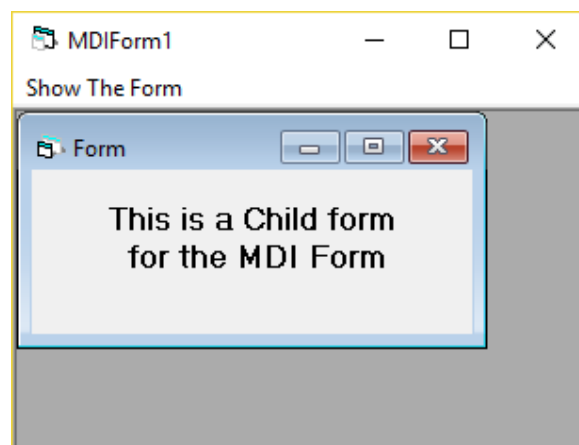 MDIForm1
Show The Form
Form
This is a Child form
for the MDI Form